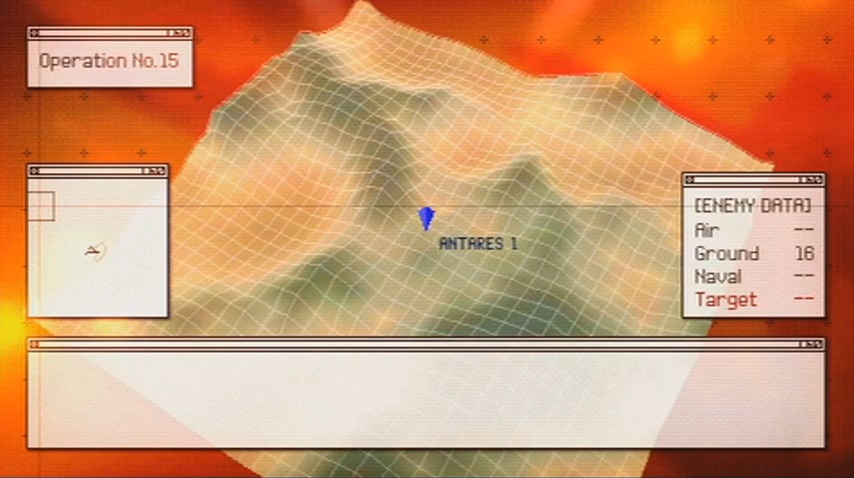 Operation No.15
ANTARES 1
[ENEMY DATA]
Air --
Ground 16
Naval --
Target --